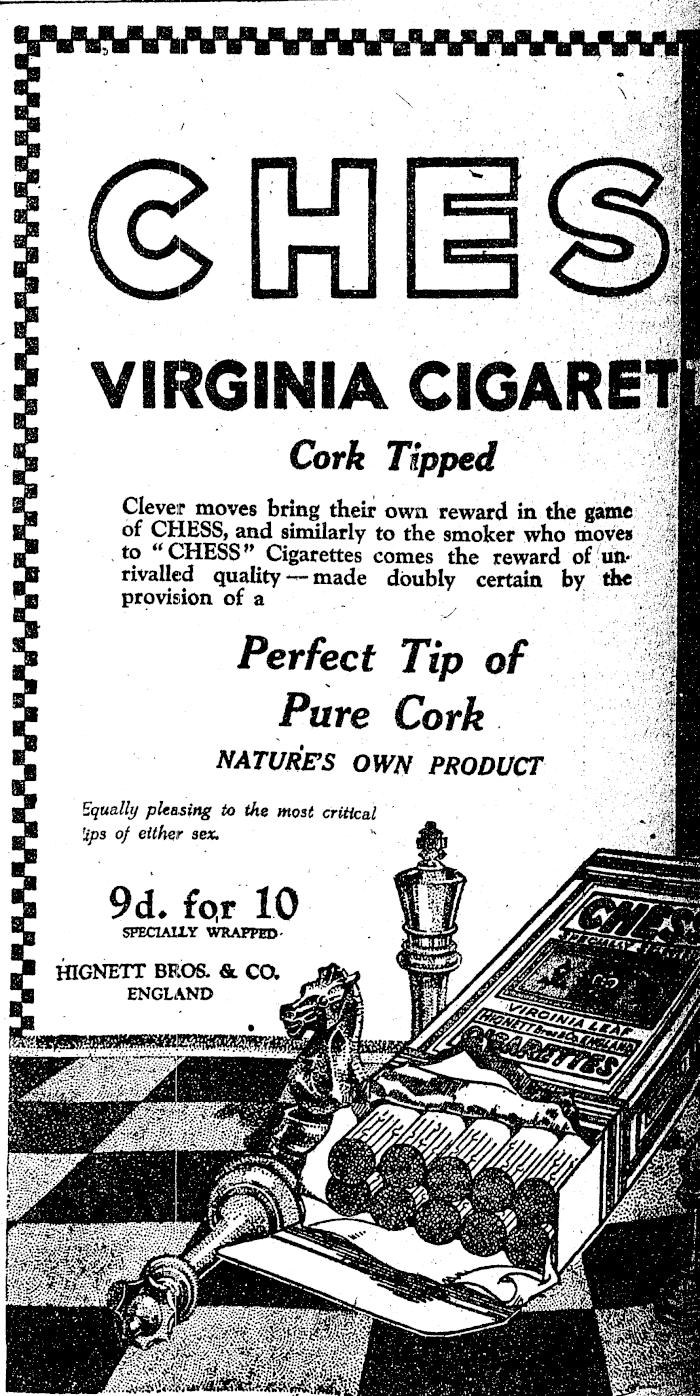 CHES
VIRGINIA CIGARET
Cork Tipped
Clever moves bring their own reward in the game
of CHESS, and similarly to the smoker who moves
to "CHESS" Cigarettes comes the reward of un-
rivalled quality — made doubly certain by the
provision of a
Perfect Tip of
Pure Cork
NATURE'S OWN PRODUCT
Equally pleasing to the most critical
lips of either sex.
9d. for 10
SPECIALLY WRAPPED
HIGNETT BROS. & CO.
ENGLAND
CHES
SPECIALLY
VIRGINIA LEAF
HIGNETT Bros & Co. ENGLAND
CIGARETTES